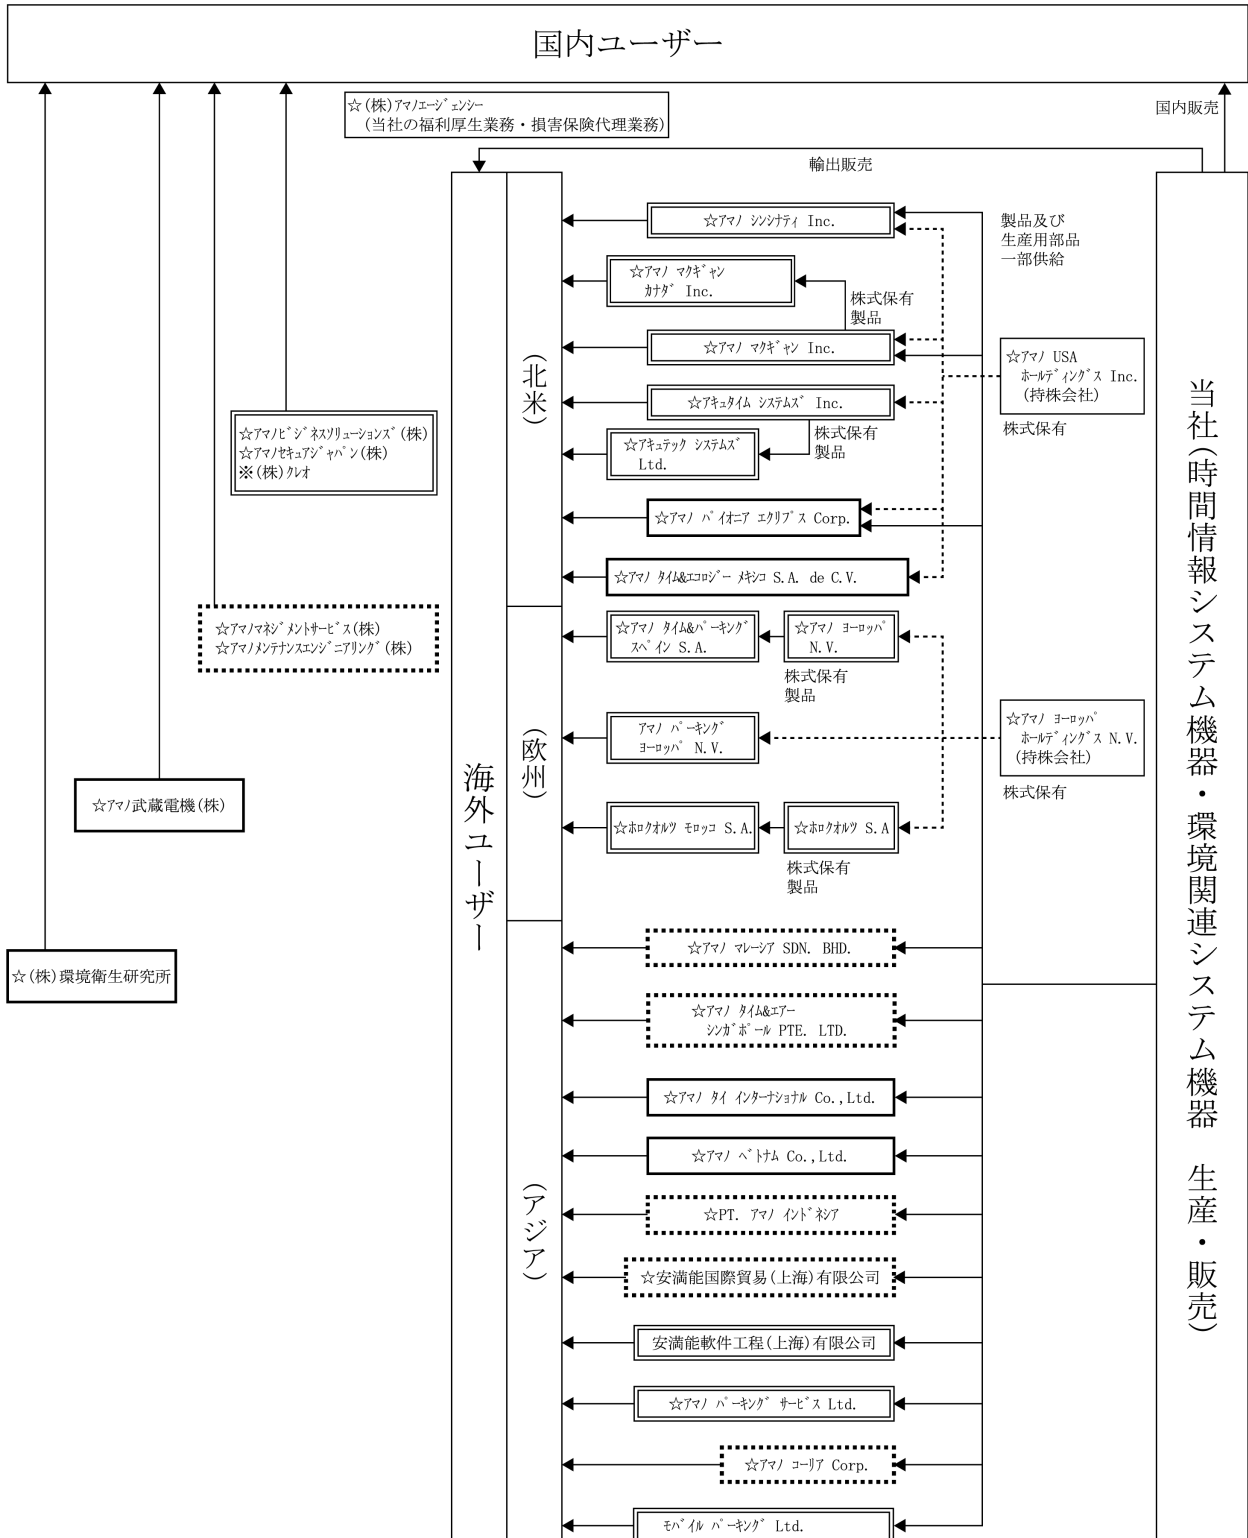 国内ユーザー
☆(株)ｱﾏﾉｴｰｼﾞｪﾝｼｰ
(当社の福利厚生業務・損害保険代理業務)
国内販売
輸出販売
☆ｱﾏﾉ ｼﾝｼﾅﾃｨ Inc.
製品及び
生産用部品
一部供給
☆ｱﾏﾉ ﾏｸｷﾞｬﾝ
ｶﾅﾀﾞ Inc.
株式保有
製品
☆ｱﾏﾉ ﾏｸｷﾞｬﾝ Inc.
☆ｱﾏﾉ USA
ﾎｰﾙﾃﾞｨﾝｸﾞｽ Inc.
(持株会社)
株式保有
(北米)
☆ｱｷｭﾀｲﾑ ｼｽﾃﾑｽﾞ Inc.
株式保有
製品
☆ｱｷｭﾃｯｸ ｼｽﾃﾑｽﾞ
Ltd.
☆ｱﾏﾉﾋﾞｼﾞﾈｽｿﾘｭｰｼｮﾝｽﾞ(株)
☆ｱﾏﾉｾｷｭｱｼﾞｬﾊﾟﾝ(株)
※(株)ｸﾚｵ
☆ｱﾏﾉ ﾊﾟｲｵﾆｱ ｴｸﾘﾌﾟｽ Corp.
☆ｱﾏﾉ ﾀｲﾑ&ｴｺﾛｼﾞｰ ﾒｷｼｺ S.A. de C.V.
☆ｱﾏﾉﾏﾈｼﾞﾒﾝﾄｻｰﾋﾞｽ(株)
☆ｱﾏﾉﾒﾝﾃﾅﾝｽｴﾝｼﾞﾆｱﾘﾝｸﾞ(株)
☆ｱﾏﾉ ﾀｲﾑ&ﾊﾟｰｷﾝｸﾞ
ｽﾍﾟｲﾝ S.A.
☆ｱﾏﾉ ﾖｰﾛｯﾊﾟ
N.V.
株式保有
製品
(欧州)
ｱﾏﾉ ﾊﾟｰｷﾝｸﾞ
ﾖｰﾛｯﾊﾟ N.V.
☆ｱﾏﾉ ﾖｰﾛｯﾊﾟ
ﾎｰﾙﾃﾞｨﾝｸﾞｽ N.V.
(持株会社)
株式保有
☆ｱﾏﾉ武蔵電機(株)
☆ﾎﾛｸｵﾙﾂ ﾓﾛｯｺ S.A.
☆ﾎﾛｸｵﾙﾂ S.A
株式保有
製品
海外ユーザー
当社(時間情報システム機器・環境関連システム機器　生産・販売)
☆(株)環境衛生研究所
☆ｱﾏﾉ ﾏﾚｰｼｱ SDN. BHD.
☆ｱﾏﾉ ﾀｲﾑ&ｴｱｰ
ｼﾝｶﾞﾎﾟｰﾙ PTE. LTD.
☆ｱﾏﾉ ﾀｲ ｲﾝﾀｰﾅｼｮﾅﾙ Co.,Ltd.
☆ｱﾏﾉ ﾍﾞﾄﾅﾑ Co.,Ltd.
(アジア)
☆PT. ｱﾏﾉ ｲﾝﾄﾞﾈｼｱ
☆安満能国際貿易(上海)有限公司
安満能軟件工程(上海)有限公司
☆ｱﾏﾉ ﾊﾟｰｷﾝｸﾞ ｻｰﾋﾞｽ Ltd.
☆ｱﾏﾉ ｺｰﾘｱ Corp.
ﾓﾊﾞｲﾙ ﾊﾟｰｷﾝｸﾞ Ltd.